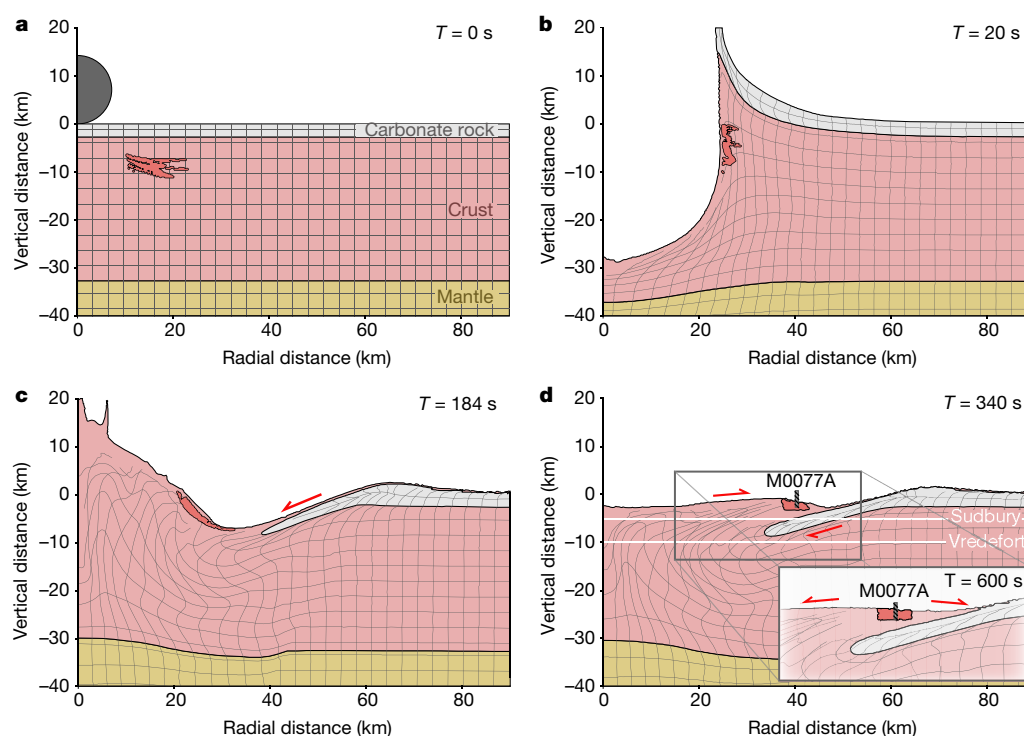 a
T = 0 s
20
10
0
−10
−20
−30
−40
Vertical distance (km)
Carbonate rock
Crust
Mantle
0
20
40
60
80
Radial distance (km)
b
T = 20 s
20
10
0
−10
−20
−30
−40
Vertical distance (km)
0
20
40
60
80
Radial distance (km)
c
T = 184 s
20
10
0
−10
−20
−30
−40
Vertical distance (km)
0
20
40
60
80
Radial distance (km)
d
T = 340 s
20
10
0
−10
−20
−30
−40
Vertical distance (km)
M0077A
Sudbury
Vredefort
T = 600 s
M0077A
0
20
40
60
80
Radial distance (km)